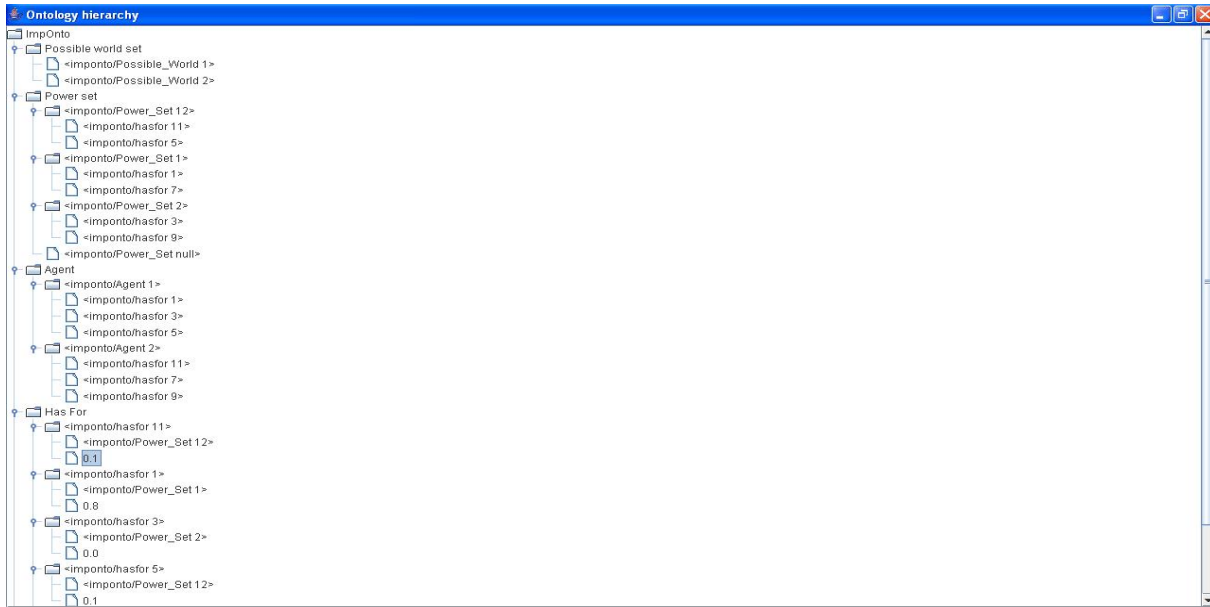 Ontology hierarchy
ImpOnto
Possible world set
<imponto/Possible_World 1>
<imponto/Possible_World 2>
Power set
<imponto/Power_Set 12>
<imponto/hasfor 11>
<imponto/hasfor 5>
<imponto/Power_Set 1>
<imponto/hasfor 1>
<imponto/hasfor 7>
<imponto/Power_Set 2>
<imponto/hasfor 3>
<imponto/hasfor 9>
<imponto/Power_Set null>
Agent
<imponto/Agent 1>
<imponto/hasfor 1>
<imponto/hasfor 3>
<imponto/hasfor 5>
<imponto/Agent 2>
<imponto/hasfor 11>
<imponto/hasfor 7>
<imponto/hasfor 9>
Has For
<imponto/hasfor 11>
<imponto/Power_Set 12>
0.1
<imponto/hasfor 1>
<imponto/Power_Set 1>
0.8
<imponto/hasfor 3>
<imponto/Power_Set 2>
0.0
<imponto/hasfor 5>
<imponto/Power_Set 12>
0.1